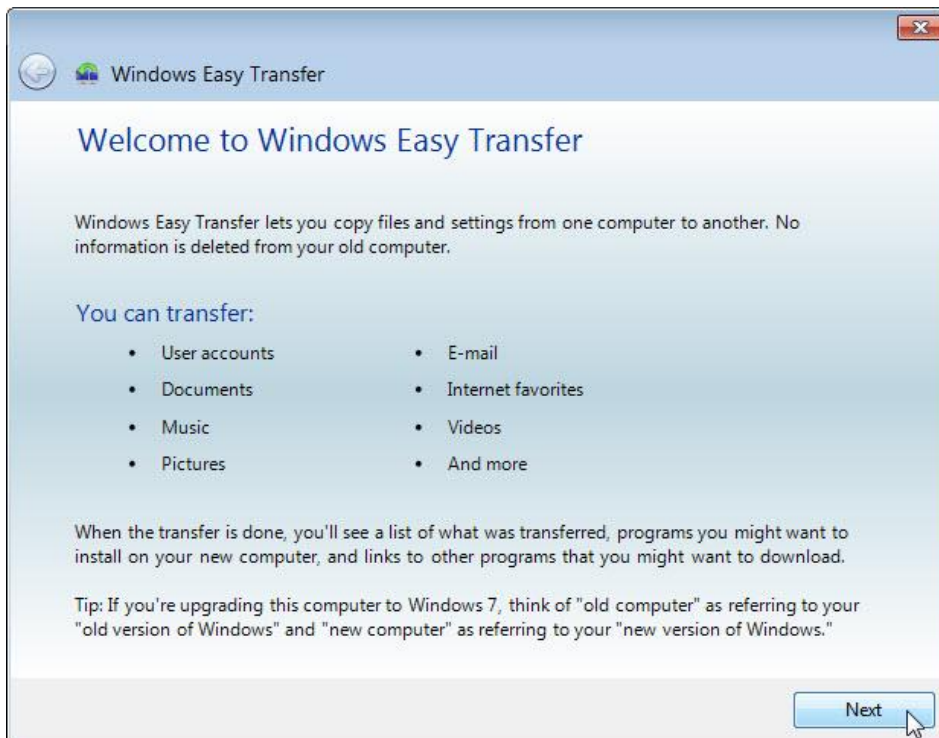 Windows Easy Transfer
Welcome to Windows Easy Transfer
Windows Easy Transfer lets you copy files and settings from one computer to another. No
information is deleted from your old computer.
You can transfer:
• User accounts
• Documents
• Music
• Pictures
• E-mail
• Internet favorites
• Videos
• And more
When the transfer is done, you'll see a list of what was transferred, programs you might want to
install on your new computer, and links to other programs that you might want to download.
Tip: If you're upgrading this computer to Windows 7, think of "old computer" as referring to your
"old version of Windows" and "new computer" as referring to your "new version of Windows."
Next